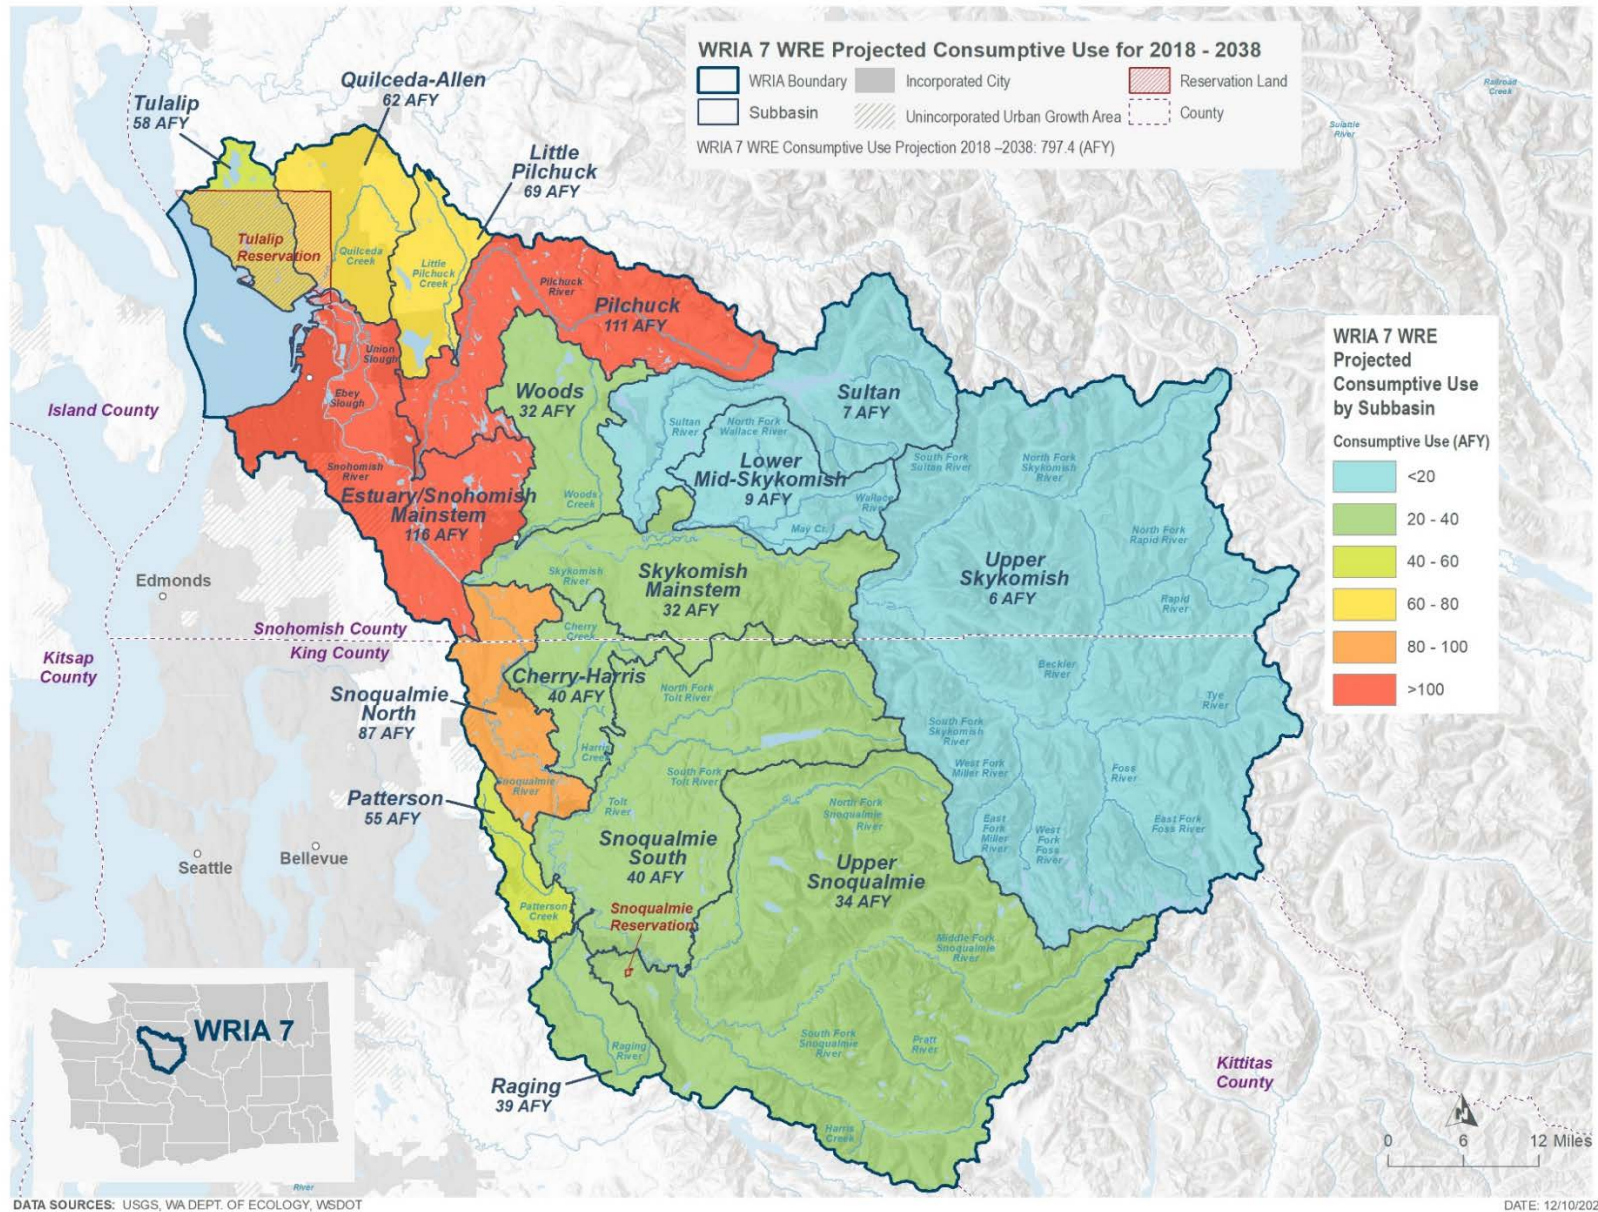 WRIA 7 WRE Projected Consumptive Use for 2018 - 2038
WRIA Boundary
Incorporated City
Reservation Land
Subbasin
Unincorporated Urban Growth Area
County
WRIA 7 WRE Consumptive Use Projection 2018 –2038: 797.4 (AFY)
Railroad
Creek
Suiattle
River
Quilceda-Allen
62 AFY
Tulalip
58 AFY
Little
Pilchuck
69 AFY
Tulalip
Reservation
Quilceda
Creek
Little
Pilchuck
Creek
Pilchuck
River
Pilchuck
111 AFY
Union
Slough
Ebey
Slough
Island County
Woods
32 AFY
Sultan
7 AFY
Sultan
River
North Fork
Wallace River
Lower
Mid-Skykomish
9 AFY
South Fork
Sultan River
North Fork
Skykomish
River
Snohomish
River
Estuary/Snohomish
Mainstem
116 AFY
Woods
Creek
Wallace
River
May Cr.
North Fork
Rapid River
Upper
Skykomish
6 AFY
Rapid
River
Edmonds
Skykomish
River
Skykomish
Mainstem
32 AFY
Snohomish County
King County
Kitsap
County
Cherry
Creek
Cherry-Harris
40 AFY
Snoqualmie
North
87 AFY
North Fork
Tolt River
Beckler
River
Tye
River
Harris
Creek
South Fork
Skykomish
River
West Fork
Miller River
Foss
River
Snoqualmie
River
South Fork
Tolt River
Patterson
55 AFY
Tolt
River
North Fork
Snoqualmie
River
East
Fork
Miller
River
West
Fork
Foss
River
East Fork
Foss River
Seattle
Bellevue
Snoqualmie
South
40 AFY
Upper
Snoqualmie
34 AFY
Patterson
Creek
Snoqualmie
Reservation
Middle Fork
Snoqualmie
River
South Fork
Snoqualmie
River
Pratt
River
Raging
River
Raging
39 AFY
Harris
Creek
Kittitas
County
WRIA 7 WRE
Projected
Consumptive Use
by Subbasin
Consumptive Use (AFY)
<20
20 - 40
40 - 60
60 - 80
80 - 100
>100
WRIA 7
River
N
0 6 12 Miles
DATA SOURCES: USGS, WA DEPT. OF ECOLOGY, WSDOT
DATE: 12/10/202